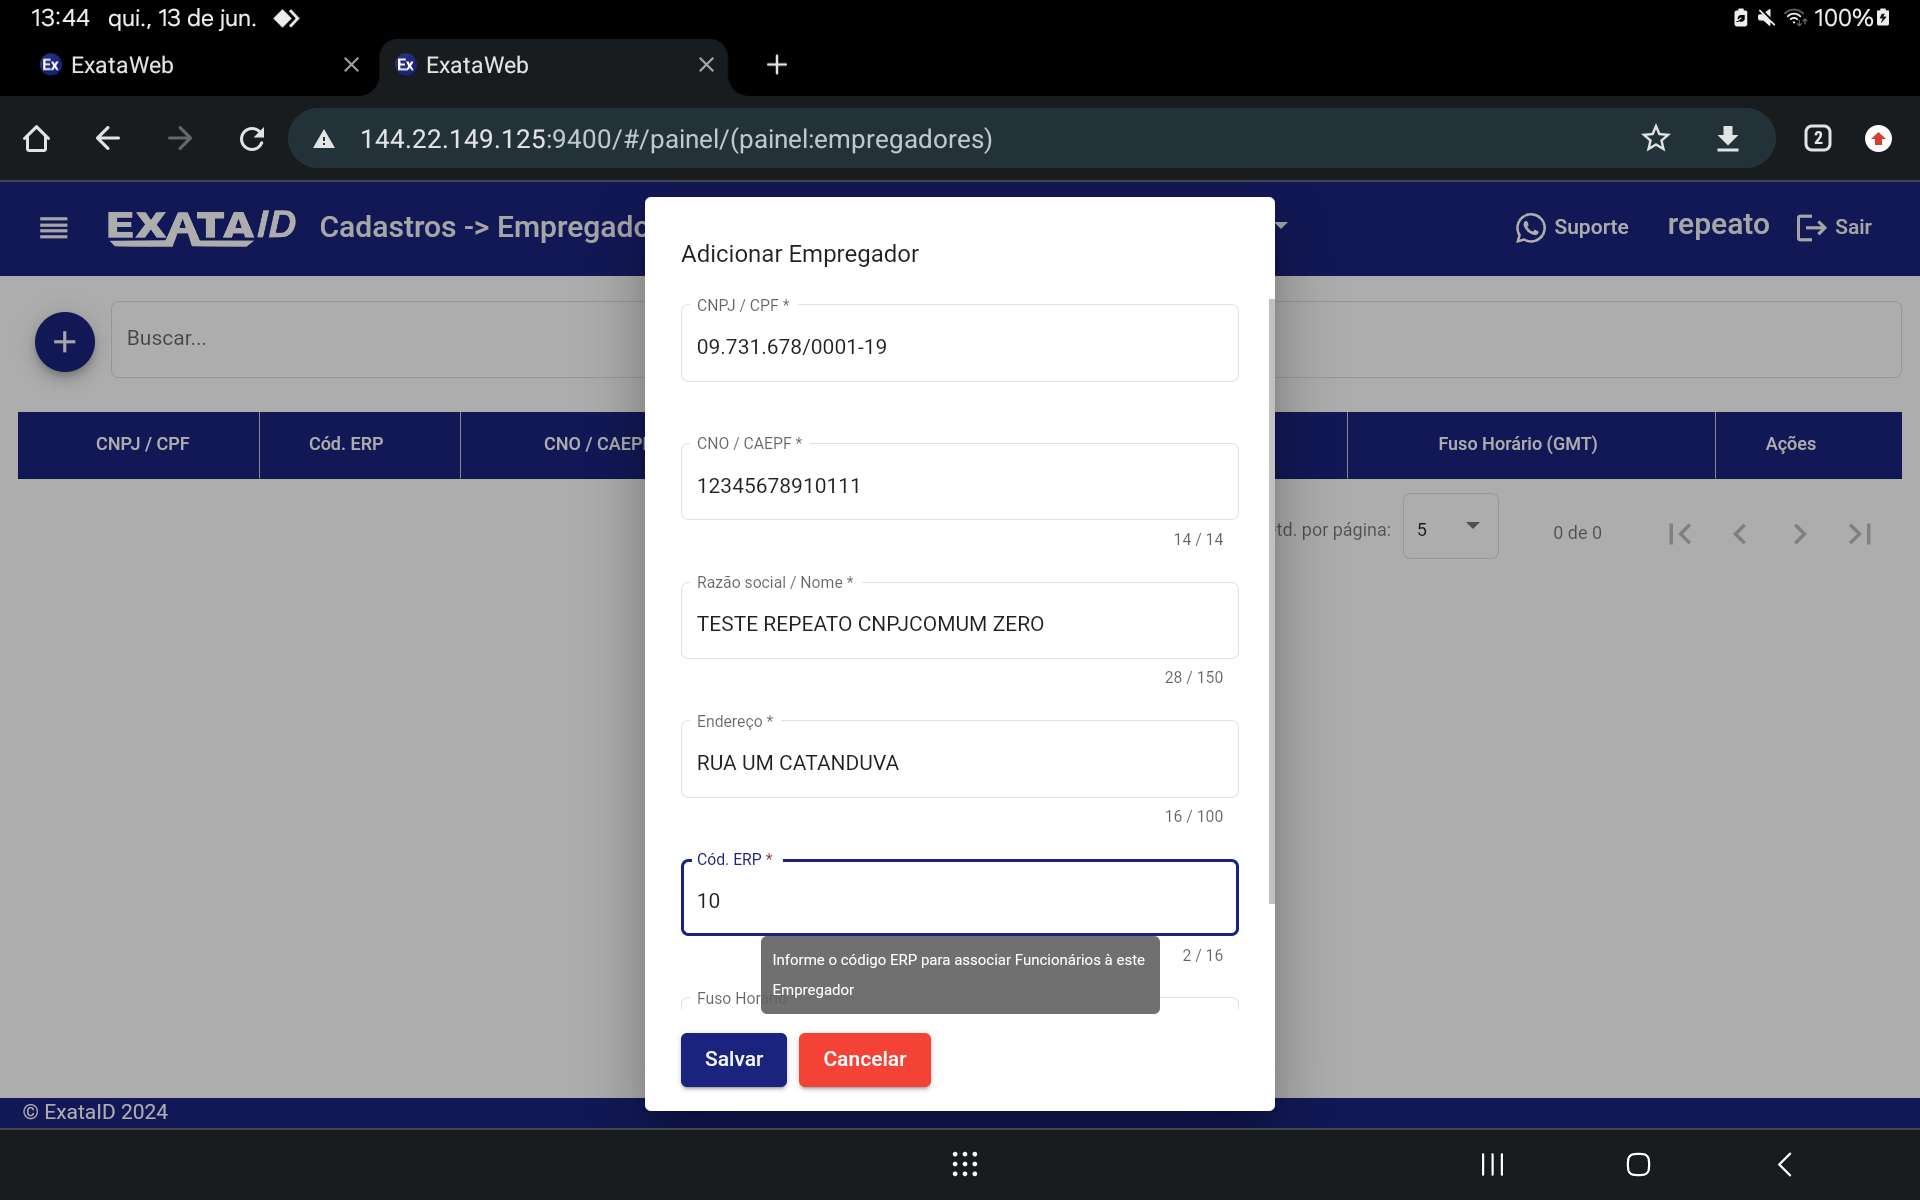 13:44 qui., 13 de jun. 100%
Ex ExataWeb Ex ExataWeb
144.22.149.125:9400/#/painel/(painel:empregadores) 2
EXATAID Cadastros -> Empregado Suporte repeato Sair
Adicionar Empregador
Buscar...
CNPJ / CPF *
09.731.678/0001-19
CNPJ / CPF Cód. ERP CNO / CAEP Fuso Horário (GMT) Ações
CNO / CAEPF *
12345678910111
14 / 14
td. por página: 5 0 de 0
Razão social / Nome *
TESTE REPEATO CNPJCOMUM ZERO
28 / 150
Endereço *
RUA UM CATANDUVA
16 / 100
Cód. ERP *
10
2 / 16
Informe o código ERP para associar Funcionários à este
Empregador
Fuso Horário
Salvar Cancelar
© ExataID 2024